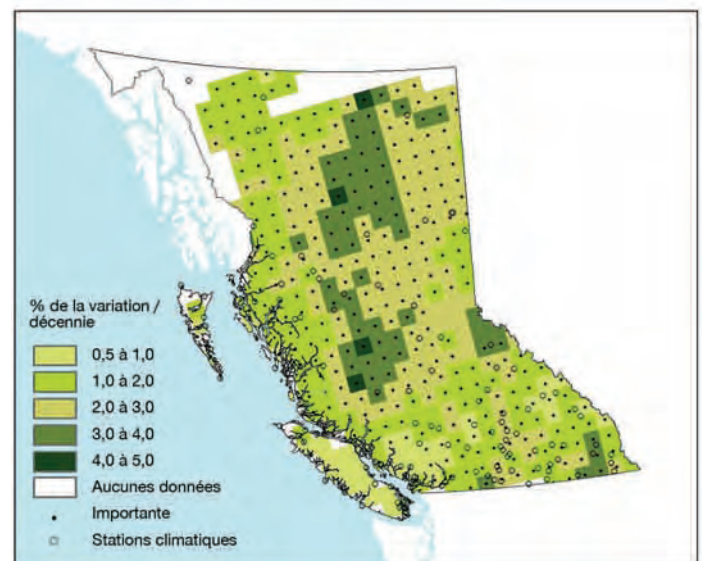 % de la variation /
décennie
0,5 à 1,0
1,0 à 2,0
2,0 à 3,0
3,0 à 4,0
4,0 à 5,0
Aucunes données
Importante
Stations climatiques